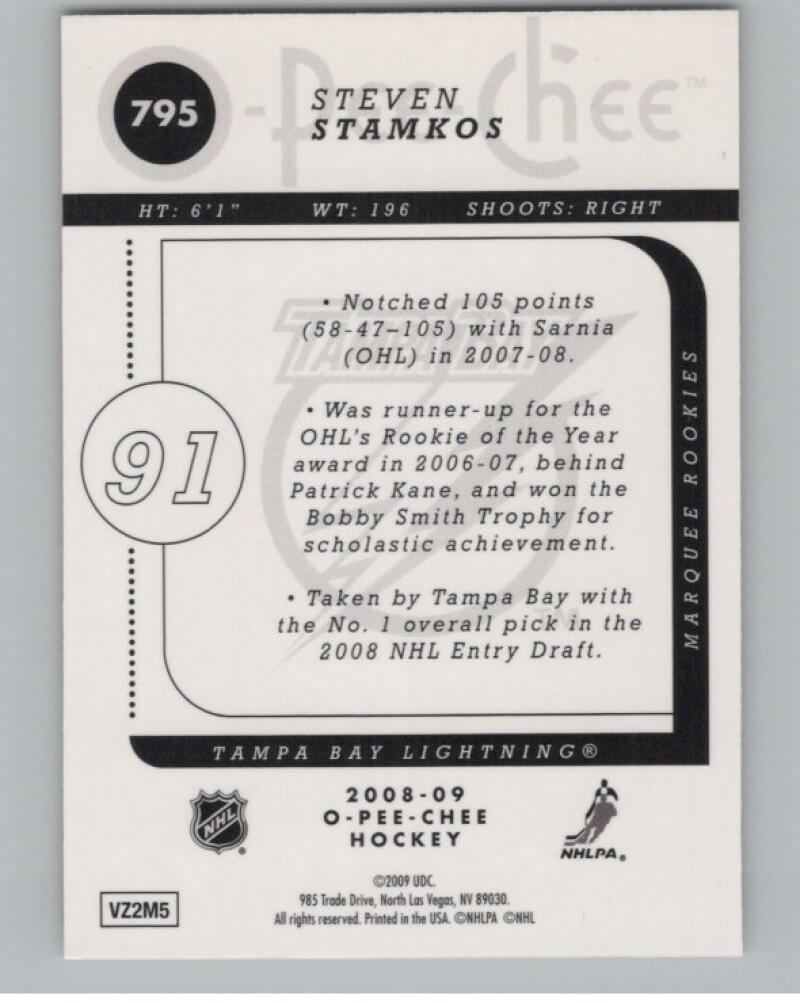 O-Pee-Chee™
795
STEVEN
STAMKOS
HT: 6'1" WT: 196 SHOOTS: RIGHT
TAMPA BAY
• Notched 105 points
(58-47–105) with Sarnia
(OHL) in 2007-08.
• Was runner-up for the
OHL's Rookie of the Year
award in 2006-07, behind
Patrick Kane, and won the
Bobby Smith Trophy for
scholastic achievement.
• Taken by Tampa Bay with
the No. 1 overall pick in the
2008 NHL Entry Draft.
TM
91
MARQUEE ROOKIES
TAMPA BAY LIGHTNING®
NHL ®
2008-09
O-PEE-CHEE
HOCKEY
NHLPA®
©2009 UDC.
985 Trade Drive, North Las Vegas, NV 89030.
All rights reserved. Printed in the USA. ©NHLPA ©NHL
VZ2M5